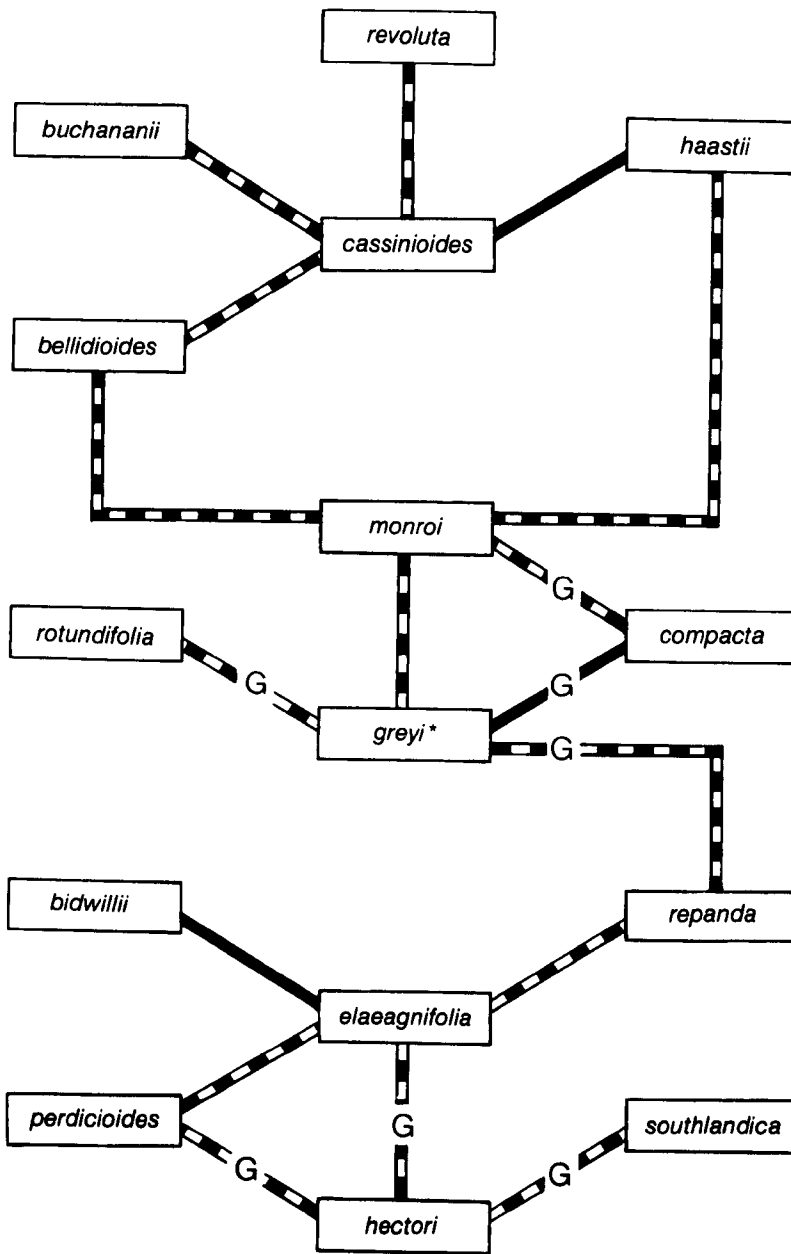 revoluta
buchananii
haastii
cassinioides
bellidioides
monroi
G
rotundifolia
compacta
G
G
greyi*
G
bidwillii
repanda
elaeagnifolia
perdicioides
G
southlandica
G
G
hectori